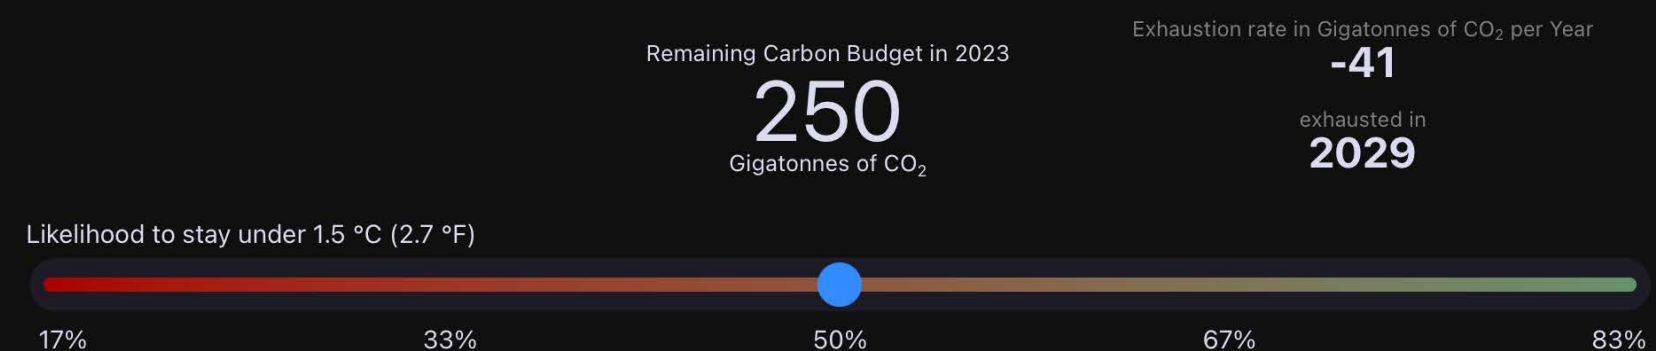 Remaining Carbon Budget in 2023
250
Gigatonnes of CO₂
Exhaustion rate in Gigatonnes of CO₂ per Year
-41
exhausted in
2029
Likelihood to stay under 1.5 °C (2.7 °F)
17% 33% 50% 67% 83%